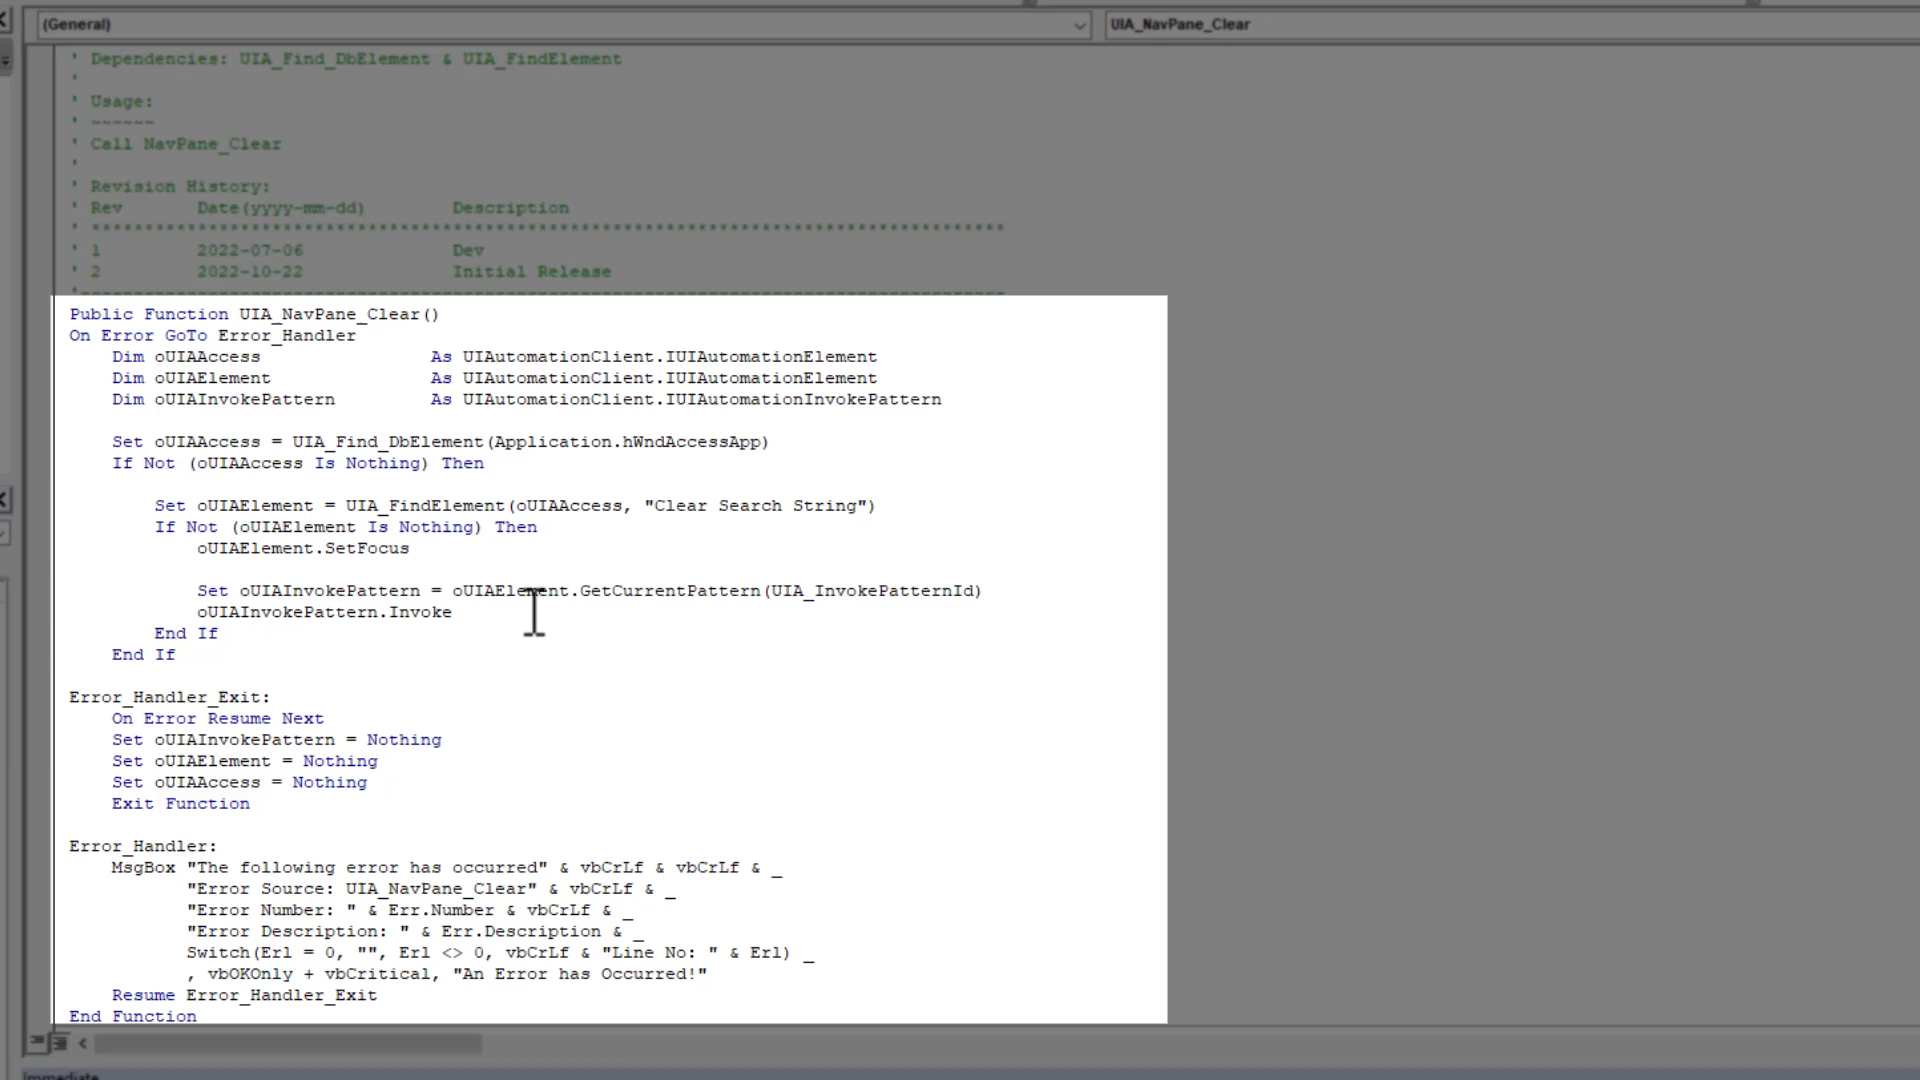 (General)
UIA_NavPane_Clear
' Dependencies: UIA_Find_DbElement & UIA_FindElement
'
' Usage:
' ~~~~~~
' Call NavPane_Clear
'
' Revision History:
' Rev       Date(yyyy-mm-dd)        Description
' **************************************************************************************
' 1         2022-07-06              Dev
' 2         2022-10-22              Initial Release
'---------------------------------------------------------------------------------------
Public Function UIA_NavPane_Clear()
On Error GoTo Error_Handler
    Dim oUIAAccess                As UIAutomationClient.IUIAutomationElement
    Dim oUIAElement               As UIAutomationClient.IUIAutomationElement
    Dim oUIAInvokePattern         As UIAutomationClient.IUIAutomationInvokePattern
    Set oUIAAccess = UIA_Find_DbElement(Application.hWndAccessApp)
    If Not (oUIAAccess Is Nothing) Then
        Set oUIAElement = UIA_FindElement(oUIAAccess, "Clear Search String")
        If Not (oUIAElement Is Nothing) Then
            oUIAElement.SetFocus
            Set oUIAInvokePattern = oUIAElement.GetCurrentPattern(UIA_InvokePatternId)
            oUIAInvokePattern.Invoke
        End If
    End If
Error_Handler_Exit:
    On Error Resume Next
    Set oUIAInvokePattern = Nothing
    Set oUIAElement = Nothing
    Set oUIAAccess = Nothing
    Exit Function
Error_Handler:
    MsgBox "The following error has occurred" & vbCrLf & vbCrLf & _
           "Error Source: UIA_NavPane_Clear" & vbCrLf & _
           "Error Number: " & Err.Number & vbCrLf & _
           "Error Description: " & Err.Description & _
           Switch(Erl = 0, "", Erl <> 0, vbCrLf & "Line No: " & Erl) _
           , vbOKOnly + vbCritical, "An Error has Occurred!"
    Resume Error_Handler_Exit
End Function
Immediate